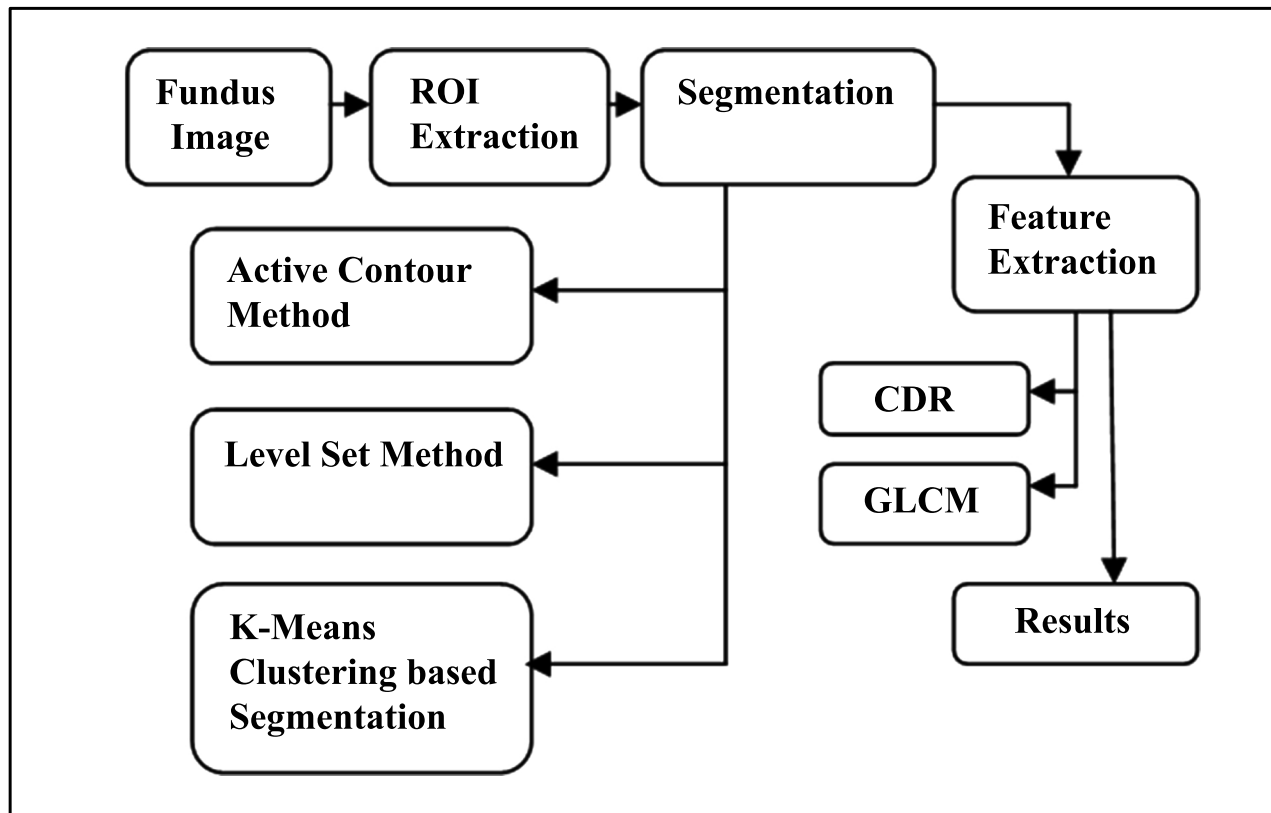 Fundus
Image
ROI
Extraction
Segmentation
Feature
Extraction
Active Contour
Method
Level Set Method
K-Means
Clustering based
Segmentation
CDR
GLCM
Results